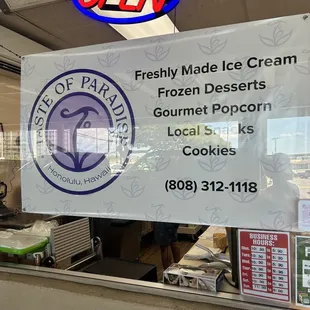 OPEN
TASTE OF PARADISE
Honolulu, Hawaii
Freshly Made Ice Cream
Frozen Desserts
Gourmet Popcorn
Local Snacks
Cookies
(808) 312-1118
BUSINESS
HOURS